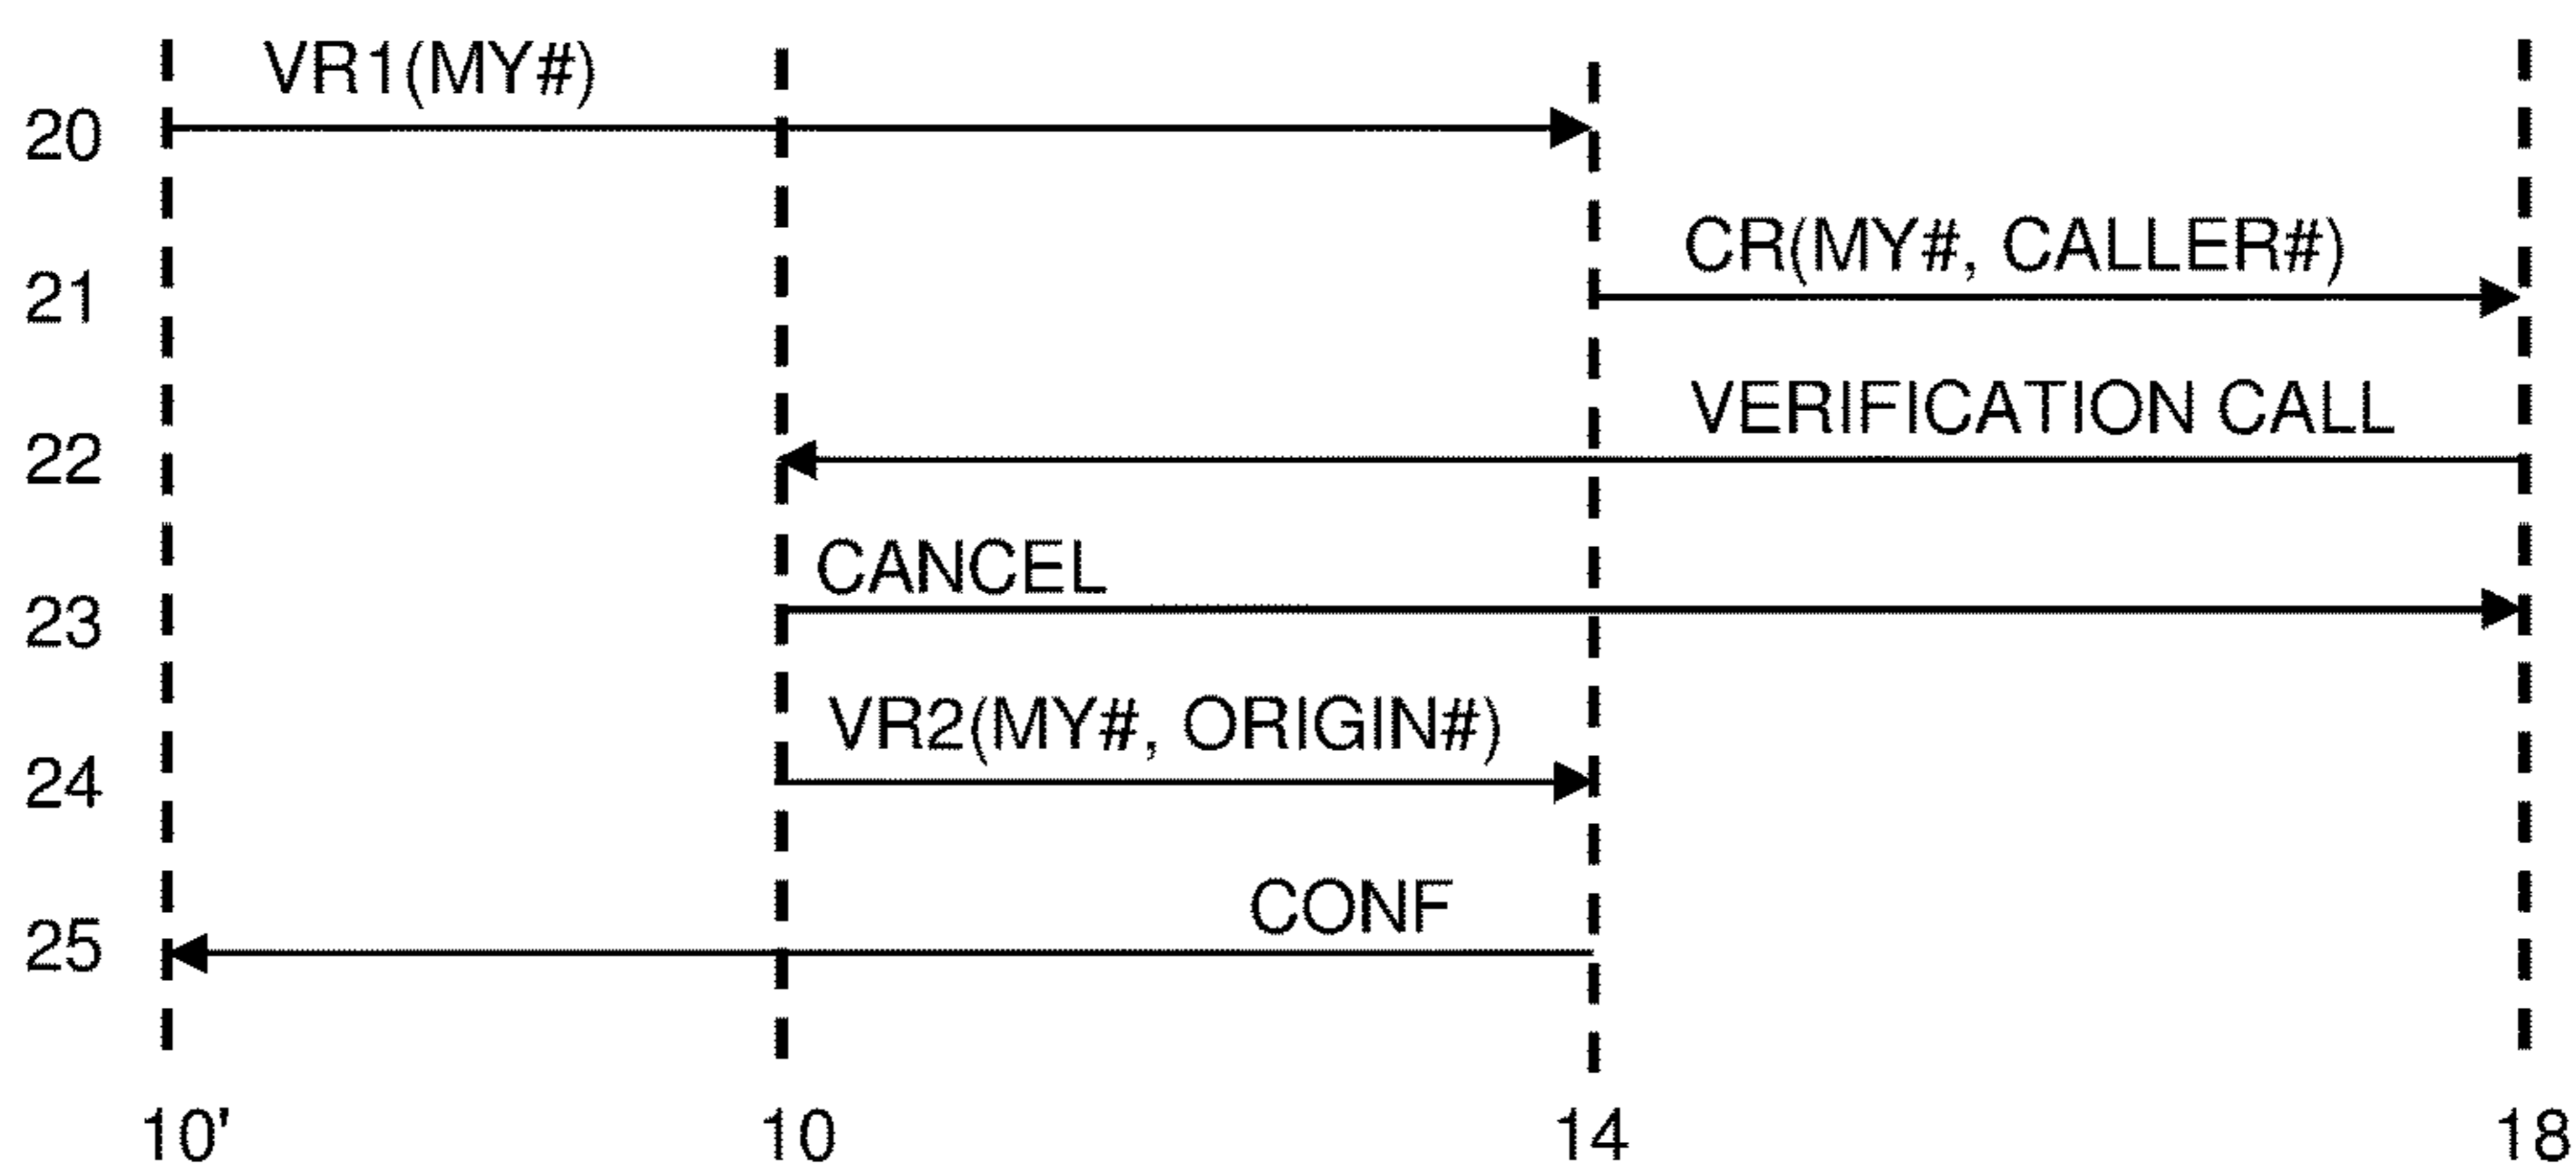 VR1(MY#)
20
CR(MY#, CALLER#)
21
VERIFICATION CALL
22
CANCEL
23
VR2(MY#, ORIGIN#)
24
CONF
25
10' 10 14 18